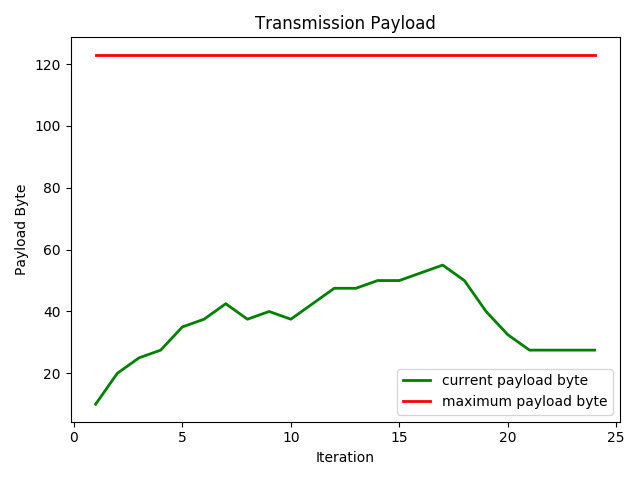 Transmission Payload
Payload Byte
120
100
80
60
40
20
0
5
10
15
20
25
Iteration
current payload byte
maximum payload byte